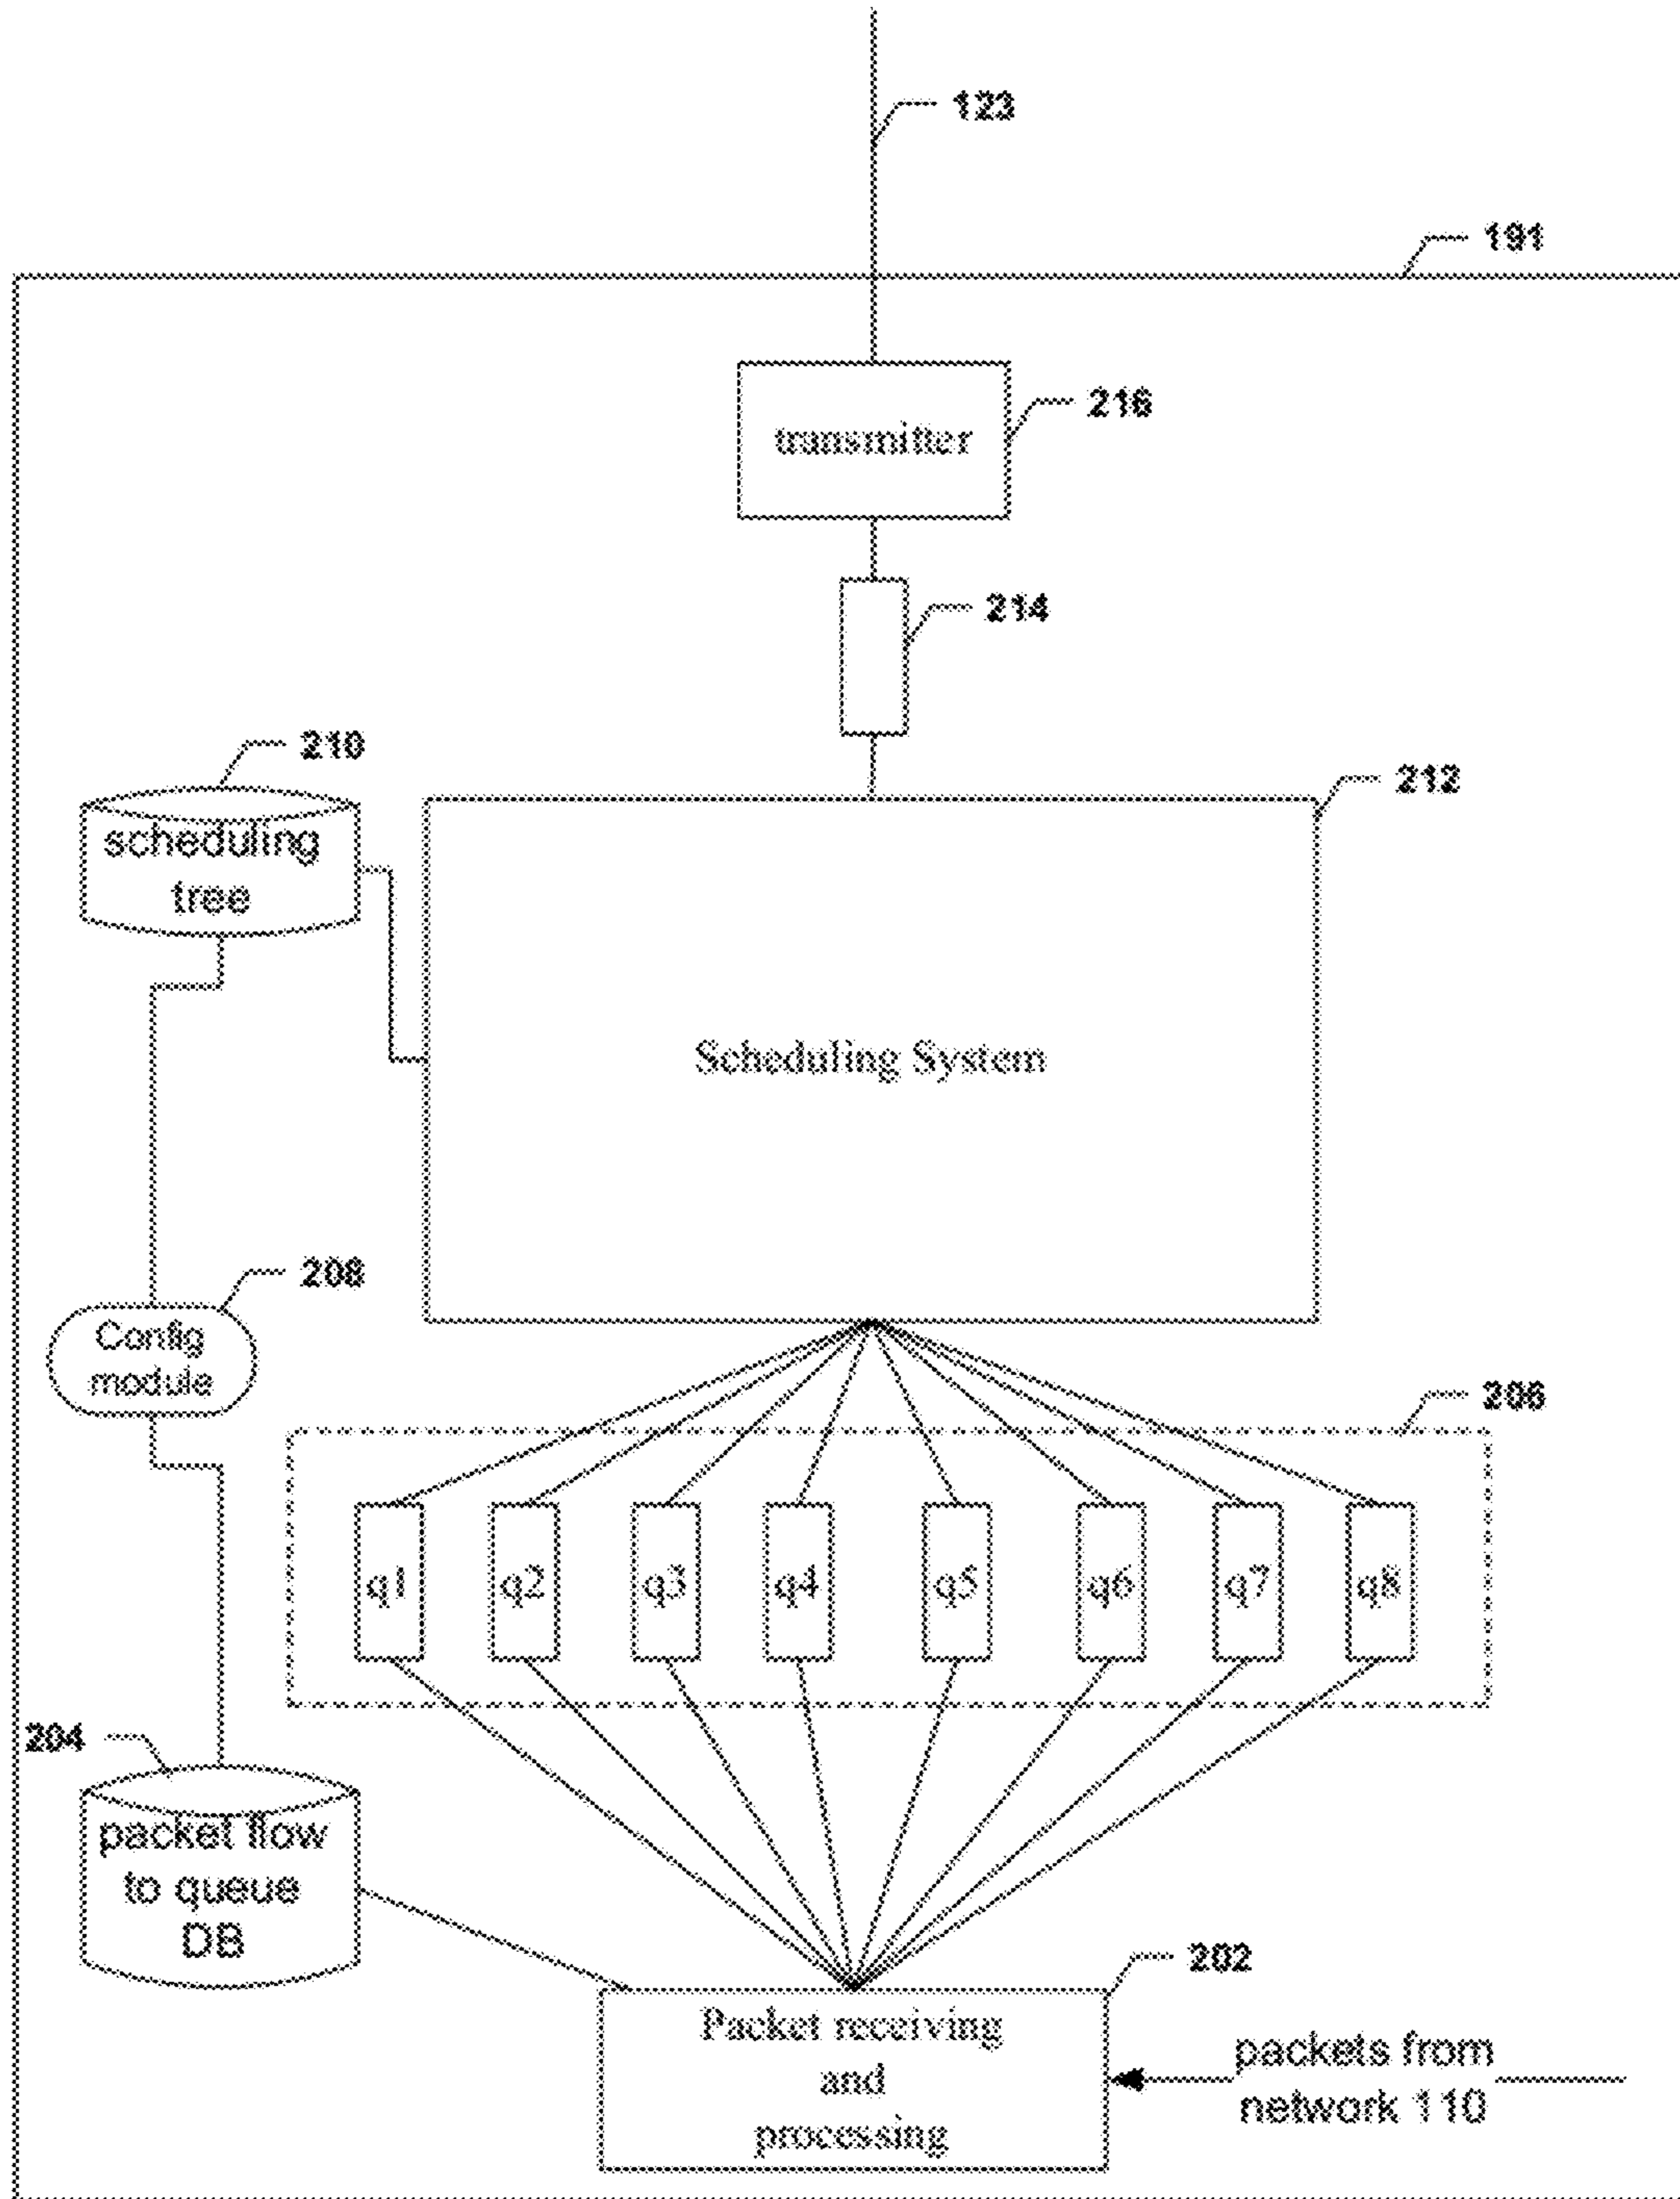 123
191
transmitter
216
214
210
scheduling
tree
212
Scheduling System
208
Config
module
206
q1 q2 q3 q4 q5 q6 q7 q8
204
packet flow
to queue
DB
202
Packet receiving
and
processing
packets from
network 110